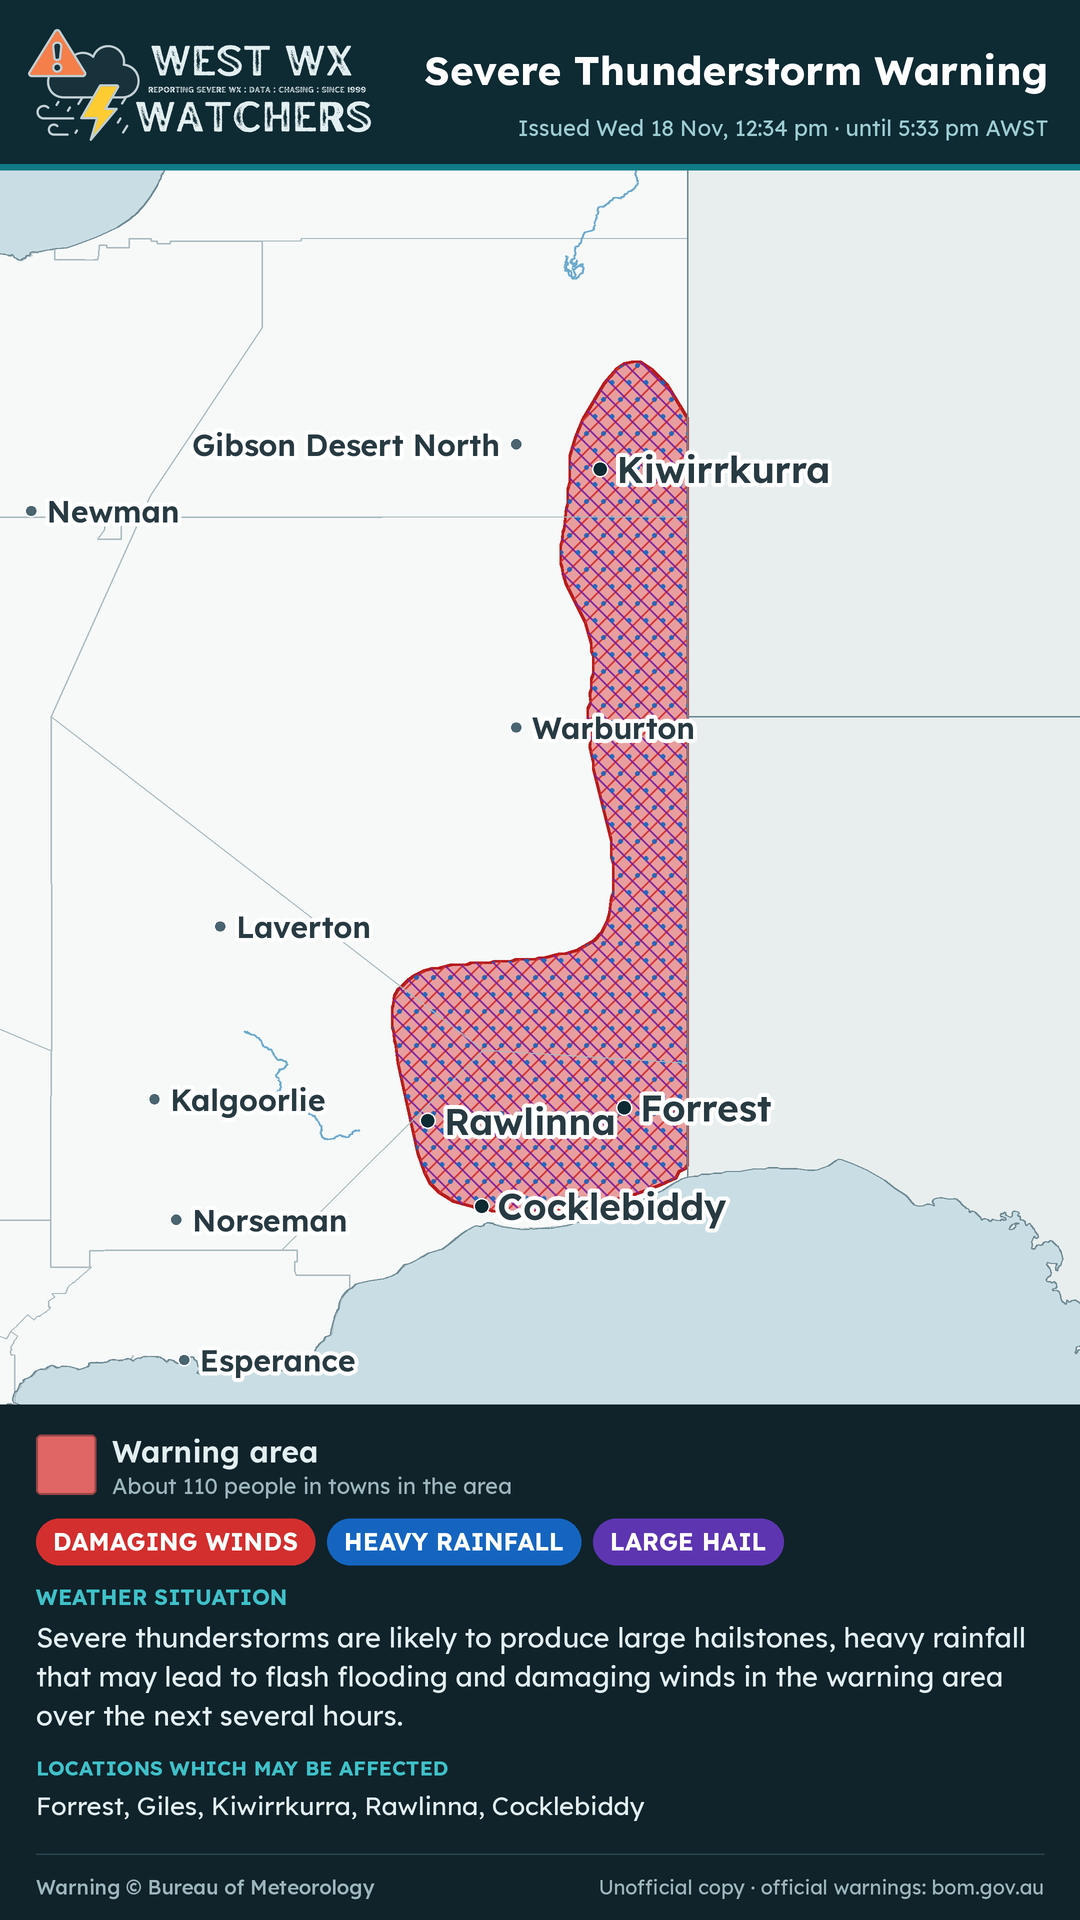 WEST WX
REPORTING SEVERE WX : DATA : CHASING : SINCE 1999
WATCHERS
Severe Thunderstorm Warning
Issued Wed 18 Nov, 12:34 pm · until 5:33 pm AWST
Gibson Desert North
Kiwirrkurra
Newman
Warburton
Laverton
Kalgoorlie
Rawlinna
Forrest
Cocklebiddy
Norseman
Esperance
Warning area
About 110 people in towns in the area
DAMAGING WINDS
HEAVY RAINFALL
LARGE HAIL
WEATHER SITUATION
Severe thunderstorms are likely to produce large hailstones, heavy rainfall
that may lead to flash flooding and damaging winds in the warning area
over the next several hours.
LOCATIONS WHICH MAY BE AFFECTED
Forrest, Giles, Kiwirrkurra, Rawlinna, Cocklebiddy
Warning © Bureau of Meteorology
Unofficial copy · official warnings: bom.gov.au